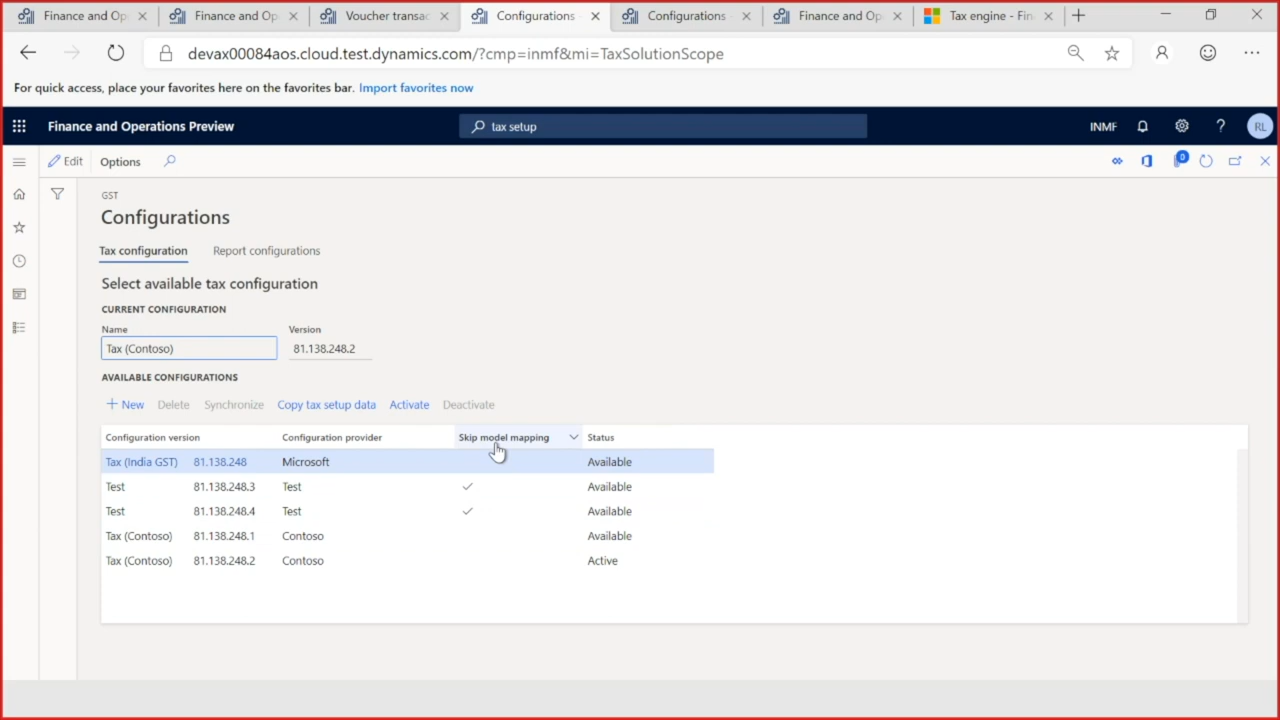 Finance and Op
Finance and Op
Voucher transac
Configurations -
Configurations -
Finance and Op
Tax engine - Fin
devax00084aos.cloud.test.dynamics.com/?cmp=inmf&mi=TaxSolutionScope
For quick access, place your favorites here on the favorites bar. Import favorites now
Finance and Operations Preview
tax setup
INMF
?
RL
Edit
Options
0
GST
Configurations
Tax configuration
Report configurations
Select available tax configuration
CURRENT CONFIGURATION
Name Version
Tax (Contoso) 81.138.248.2
AVAILABLE CONFIGURATIONS
+ New Delete Synchronize Copy tax setup data Activate Deactivate
Configuration version Configuration provider Skip model mapping Status
Tax (India GST) 81.138.248 Microsoft Available
Test 81.138.248.3 Test Available
Test 81.138.248.4 Test Available
Tax (Contoso) 81.138.248.1 Contoso Available
Tax (Contoso) 81.138.248.2 Contoso Active